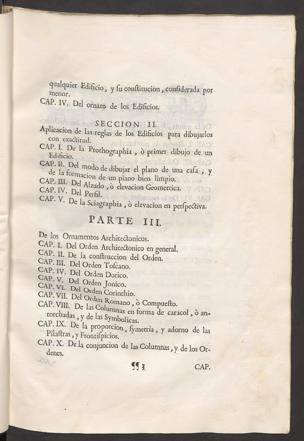 qualquier Edificio, y su constitucion, considerada por
menor.
CAP. IV. Del ornato de los Edificios.
SECCION II.
Aplicacion de las reglas de los Edificios para dibujarlos
con exactitud.
CAP. I. De la Prothographia, ò primer dibujo de un
Edificio.
CAP. II. Del modo de dibujar el plano de una casa, y
de la formacion de un plano bien limpio.
CAP. III. Del Alzado, ò elevacion Geometrica.
CAP. IV. Del Perfil.
CAP. V. De la Sciagraphia, ò elevacion en perspectiva.
PARTE III.
De los Ornamentos Architectonicos.
CAP. I. Del Orden Architectonico en general.
CAP. II. De la construccion del Orden.
CAP. III. Del Orden Toscano.
CAP. IV. Del Orden Dorico.
CAP. V. Del Orden Jonico.
CAP. VI. Del Orden Corinthio.
CAP. VII. Del Orden Romano, ò Compuesto.
CAP. VIII. De las Columnas en forma de caracol, ò an-
torchadas, y de las Symbolicas.
CAP. IX. De la proporcion, symetria, y adorno de las
Pilastras, y Frontespicios.
CAP. X. De la conjuncion de las Columnas, y de los Or-
denes.
¶¶ 3 CAP.